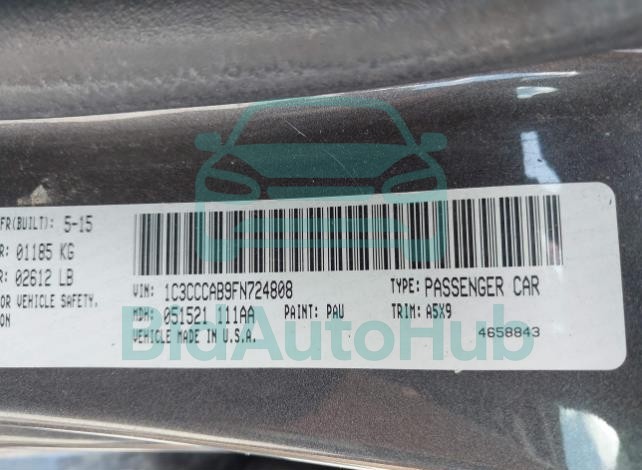 FR(BUILT): 5-15
R: 01185 KG
R: 02612 LB
OR VEHICLE SAFETY.
ON
VIN: 1C3CCCAB9FN724808
TYPE: PASSENGER CAR
MDH: 051521 111AA
PAINT: PAU
TRIM: A5X9
VEHICLE MADE IN U.S.A.
4658843
BidAutoHub